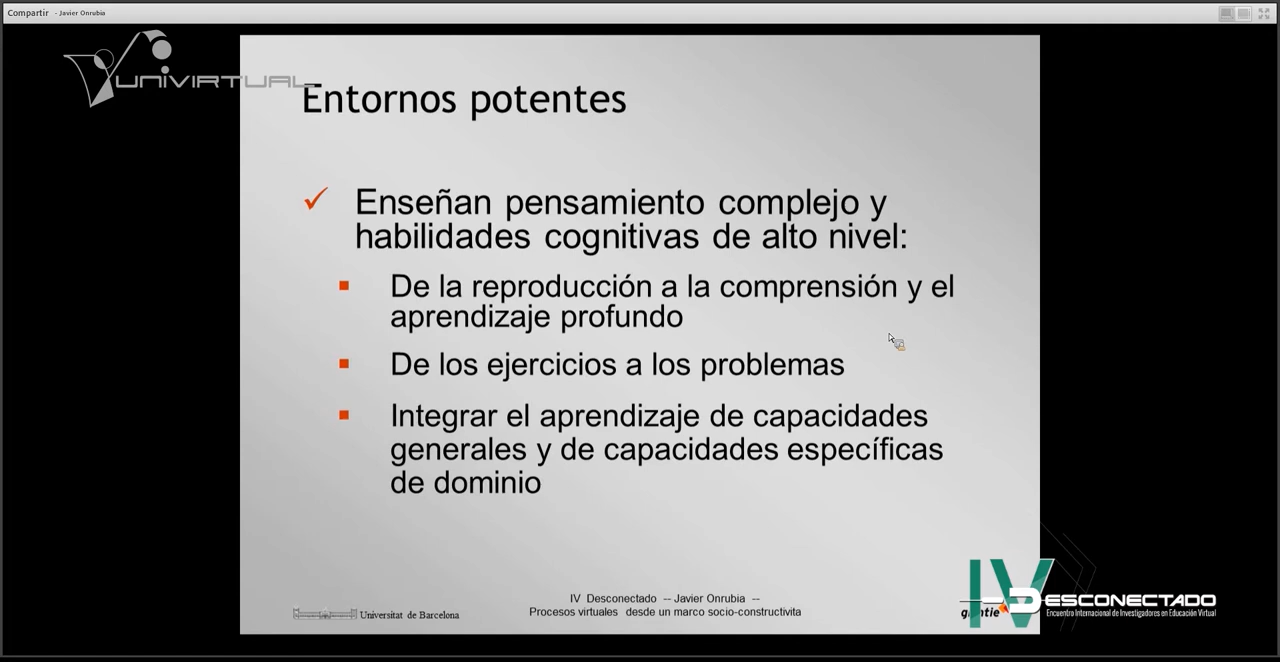 Compartir - Javier Onrubia
UNIVIRTUAL
Entornos potentes
Enseñan pensamiento complejo y
habilidades cognitivas de alto nivel:
De la reproducción a la comprensión y el
aprendizaje profundo
De los ejercicios a los problemas
Integrar el aprendizaje de capacidades
generales y de capacidades específicas
de dominio
Universitat de Barcelona
IV Desconectado -- Javier Onrubia --
Procesos virtuales desde un marco socio-constructivita
IV
DESCONECTADO
Encuentro Internacional de Investigadores en Educación Virtual